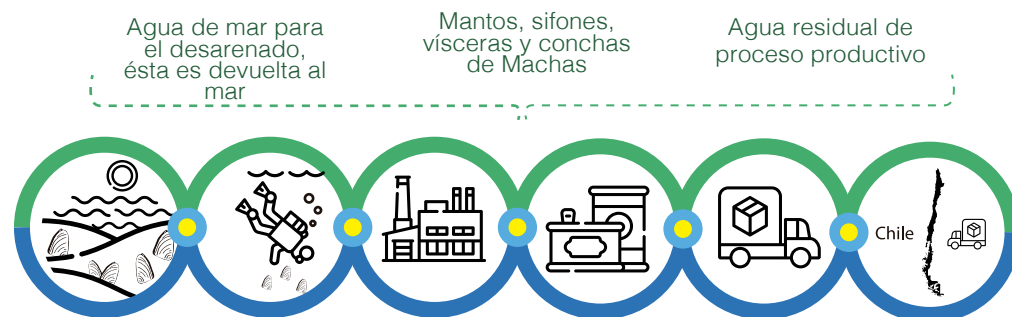 Agua de mar para
el desarenado,
ésta es devuelta al
mar
Mantos, sifones,
vísceras y conchas
de Machas
Agua residual de
proceso productivo
Chile